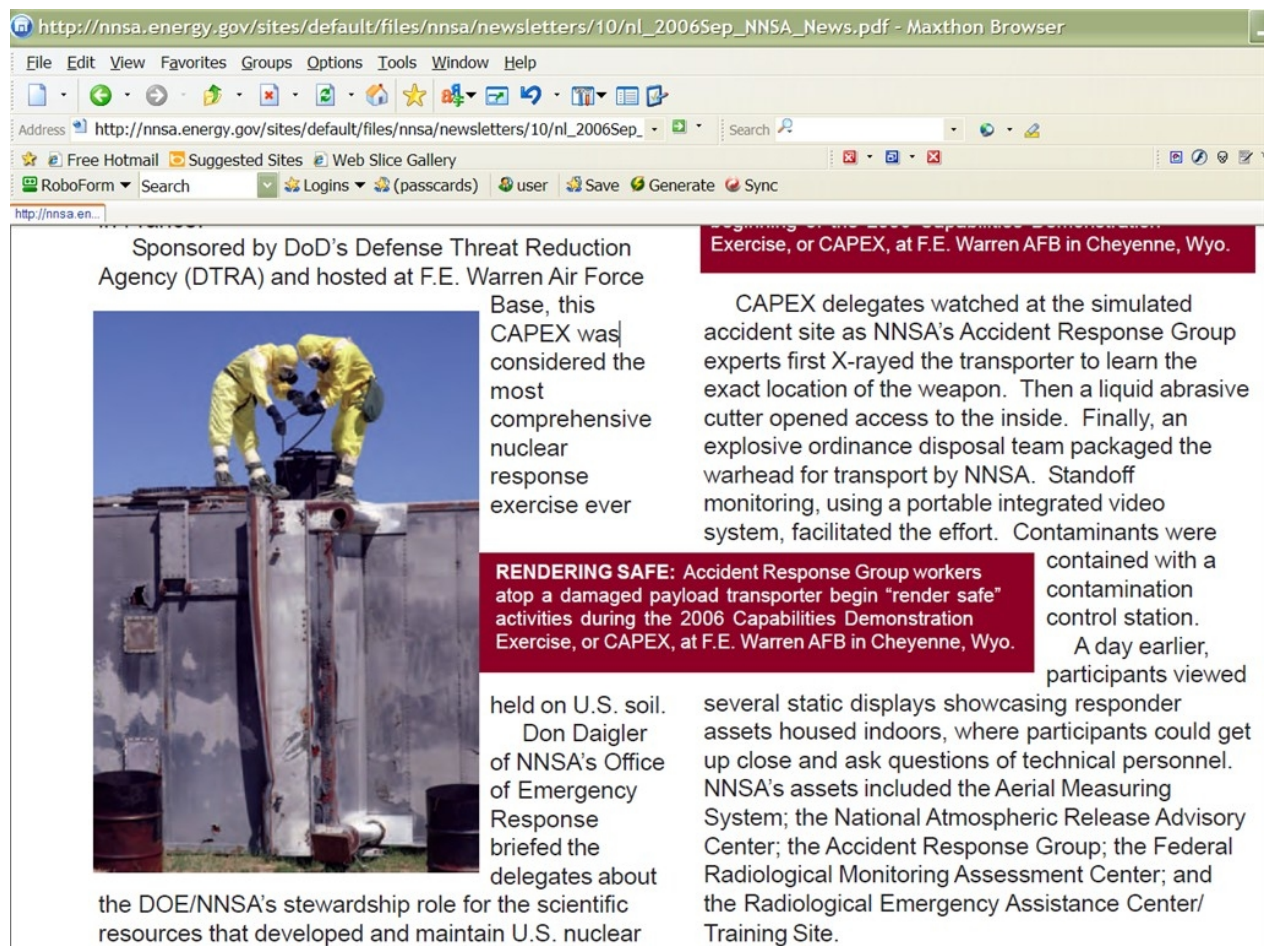 http://nnsa.energy.gov/sites/default/files/nnsa/newsletters/10/nl_2006Sep_NNSA_News.pdf - Maxthon Browser
File Edit View Favorites Groups Options Tools Window Help
Address http://nnsa.energy.gov/sites/default/files/nnsa/newsletters/10/nl_2006Sep_ Search
Free Hotmail Suggested Sites Web Slice Gallery
RoboForm Search Logins (passcards) user Save Generate Sync
http://nnsa.en...
in France.
Sponsored by DoD's Defense Threat Reduction
Agency (DTRA) and hosted at F.E. Warren Air Force
Base, this
CAPEX was
considered the
most
comprehensive
nuclear
response
exercise ever
held on U.S. soil.
Don Daigler
of NNSA's Office
of Emergency
Response
briefed the
delegates about
the DOE/NNSA's stewardship role for the scientific
resources that developed and maintain U.S. nuclear
RENDERING SAFE: Accident Response Group workers
atop a damaged payload transporter begin "render safe"
activities during the 2006 Capabilities Demonstration
Exercise, or CAPEX, at F.E. Warren AFB in Cheyenne, Wyo.
beginning of the 2006 Capabilities Demonstration
Exercise, or CAPEX, at F.E. Warren AFB in Cheyenne, Wyo.
CAPEX delegates watched at the simulated
accident site as NNSA's Accident Response Group
experts first X-rayed the transporter to learn the
exact location of the weapon. Then a liquid abrasive
cutter opened access to the inside. Finally, an
explosive ordinance disposal team packaged the
warhead for transport by NNSA. Standoff
monitoring, using a portable integrated video
system, facilitated the effort. Contaminants were
contained with a
contamination
control station.
A day earlier,
participants viewed
several static displays showcasing responder
assets housed indoors, where participants could get
up close and ask questions of technical personnel.
NNSA's assets included the Aerial Measuring
System; the National Atmospheric Release Advisory
Center; the Accident Response Group; the Federal
Radiological Monitoring Assessment Center; and
the Radiological Emergency Assistance Center/
Training Site.